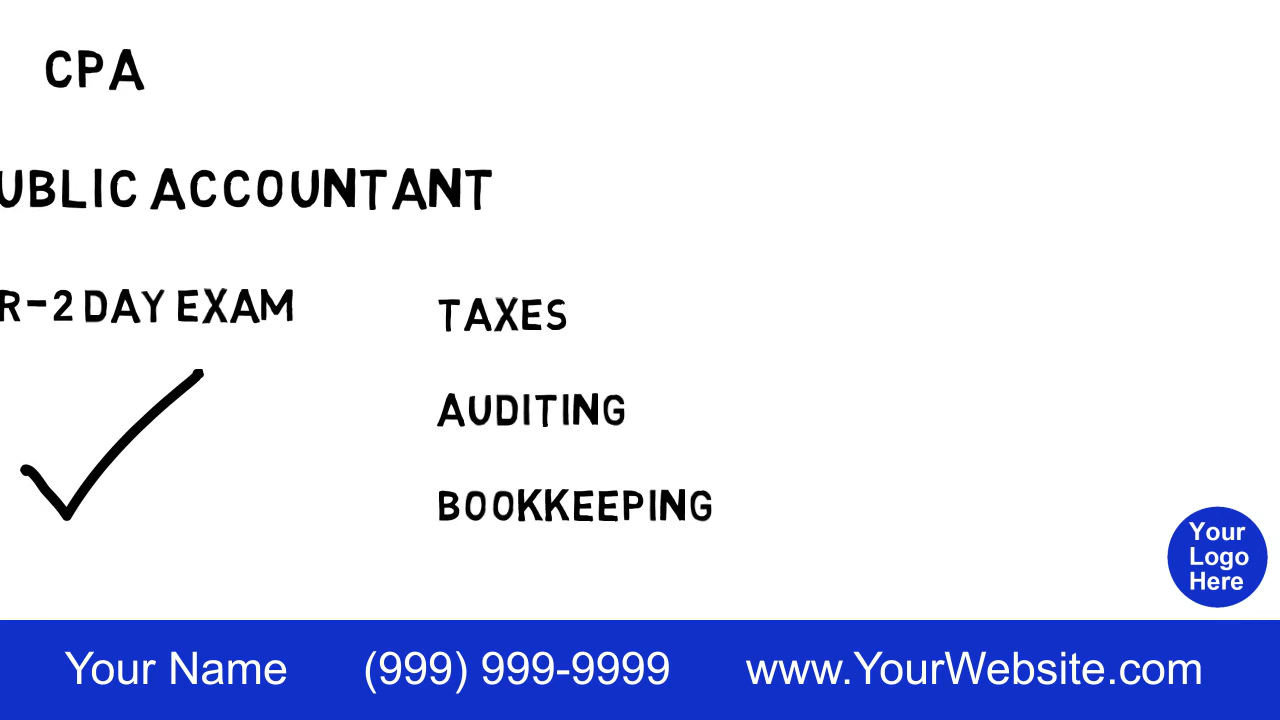 CPA
UBLIC ACCOUNTANT
R-2 DAY EXAM
TAXES
AUDITING
BOOKKEEPING
Your
Logo
Here
Your Name (999) 999-9999 www.YourWebsite.com